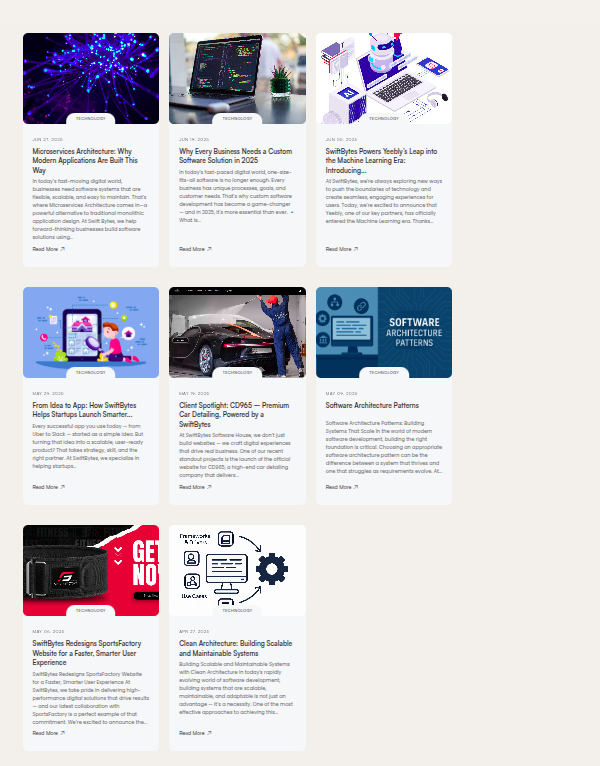 TECHNOLOGY
JUN 27, 2025
Microservices Architecture: Why
Modern Applications Are Built This
Way
In today's fast-moving digital world,
businesses need software systems that are
flexible, scalable, and easy to maintain. That's
where Microservices Architecture comes in—a
powerful alternative to traditional monolithic
application design. At Swift Bytes, we help
forward-thinking businesses build software
solutions using...
Read More ↗
TECHNOLOGY
JUN 19, 2025
Why Every Business Needs a Custom
Software Solution in 2025
In today's fast-paced digital world, one-size-
fits-all software is no longer enough. Every
business has unique processes, goals, and
customer needs. That's why custom software
development has become a game-changer
— and in 2025, it's more essential than ever. •
What is...
Read More ↗
TECHNOLOGY
SwiftBytes Powers Yeebly's Leap into
the Machine Learning Era:
Introducing...
At SwiftBytes, we're always exploring new ways
to push the boundaries of technology and
create seamless, engaging experiences for
users. Today, we're excited to announce that
Yeebly, one of our key partners, has officially
entered the Machine Learning era. Thanks...
Read More ↗
TECHNOLOGY
MAY 29, 2025
From Idea to App: How SwiftBytes
Helps Startups Launch Smarter...
Every successful app you use today — from
Uber to Slack — started as a simple idea. But
turning that idea into a scalable, user-ready
product? That takes strategy, skill, and the
right partner. At SwiftBytes, we specialize in
helping startups...
Read More ↗
TECHNOLOGY
MAY 19, 2025
Client Spotlight: CD965 — Premium
Car Detailing, Powered by a
SwiftBytes
At SwiftBytes Software House, we don't just
build websites — we craft digital experiences
that drive real business. One of our recent
standout projects is the launch of the official
website for CD965, a high-end car detailing
company that delivers...
Read More ↗
SOFTWARE
ARCHITECTURE
PATTERNS
TECHNOLOGY
MAY 09, 2025
Software Architecture Patterns
Software Architecture Patterns: Building
Systems That Scale In the world of modern
software development, building the right
foundation is critical. Choosing an appropriate
software architecture pattern can be the
difference between a system that thrives and
one that struggles as requirements evolve. At...
Read More ↗
FITNESS
GET
NO
TECHNOLOGY
MAY 06, 2025
SwiftBytes Redesigns SportsFactory
Website for a Faster, Smarter User
Experience
SwiftBytes Redesigns SportsFactory Website
for a Faster, Smarter User Experience At
SwiftBytes, we take pride in delivering high-
performance digital solutions that drive results
— and our latest collaboration with
SportsFactory is a perfect example of that
commitment. We're excited to announce the...
Read More ↗
Frameworks
& Drivers
Use Cases
TECHNOLOGY
APR 27, 2025
Clean Architecture: Building Scalable
and Maintainable Systems
Building Scalable and Maintainable Systems
with Clean Architecture In today's rapidly
evolving world of software development,
building systems that are scalable,
maintainable, and adaptable is not just an
advantage — it's a necessity. One of the most
effective approaches to achieving this...
Read More ↗